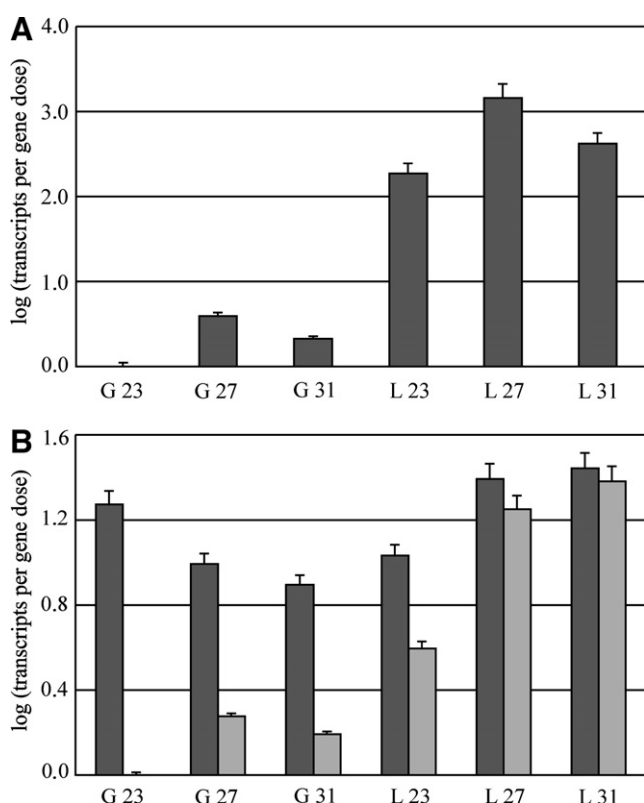 A
log (transcripts per gene dose)
4.0
3.0
2.0
1.0
0.0
G 23 G 27 G 31 L 23 L 27 L 31
B
log (transcripts per gene dose)
1.6
1.2
0.8
0.4
0.0
G 23 G 27 G 31 L 23 L 27 L 31